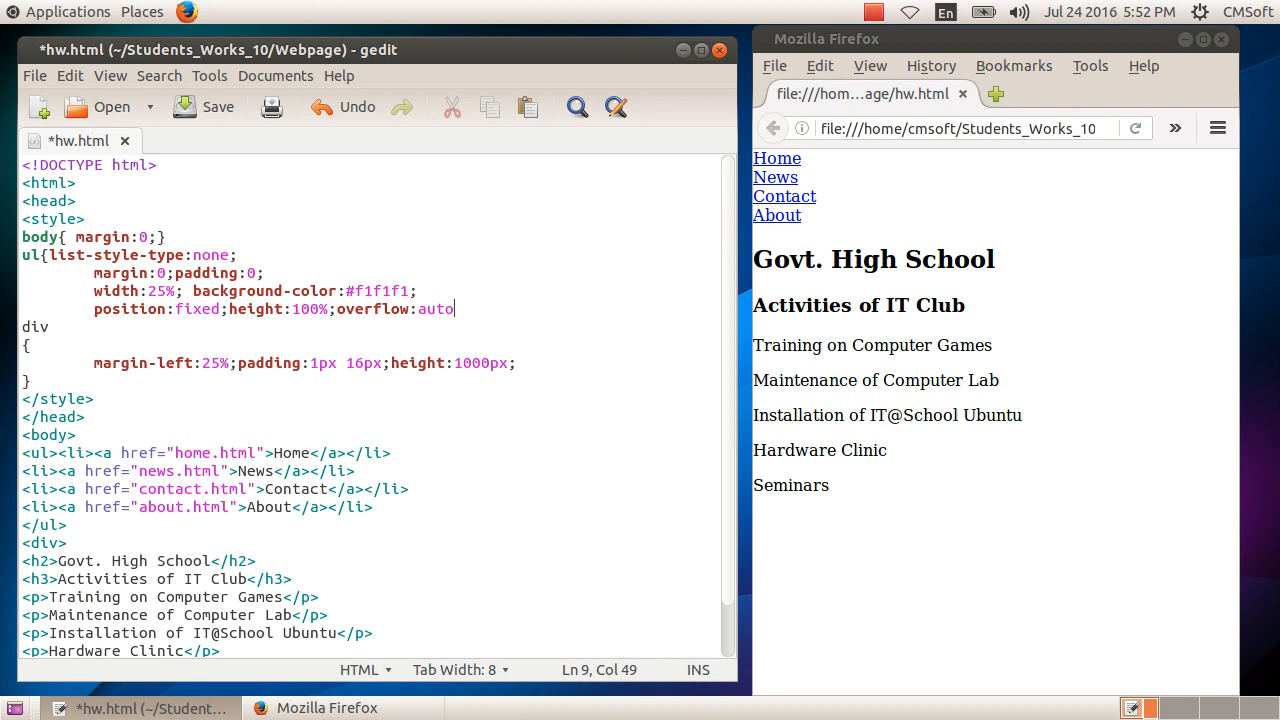 Applications Places
En
Jul 24 2016 5:52 PM
CMSoft
*hw.html (~/Students_Works_10/Webpage) - gedit
File Edit View Search Tools Documents Help
Open Save Undo
*hw.html
<!DOCTYPE html>
<html>
<head>
<style>
body{ margin:0;}
ul{list-style-type:none;
margin:0;padding:0;
width:25%; background-color:#f1f1f1;
position:fixed;height:100%;overflow:auto
div
{
margin-left:25%;padding:1px 16px;height:1000px;
}
</style>
</head>
<body>
<ul><li><a href="home.html">Home</a></li>
<li><a href="news.html">News</a></li>
<li><a href="contact.html">Contact</a></li>
<li><a href="about.html">About</a></li>
</ul>
<div>
<h2>Govt. High School</h2>
<h3>Activities of IT Club</h3>
<p>Training on Computer Games</p>
<p>Maintenance of Computer Lab</p>
<p>Installation of IT@School Ubuntu</p>
<p>Hardware Clinic</p>
HTML Tab Width: 8 Ln 9, Col 49 INS
Mozilla Firefox
File Edit View History Bookmarks Tools Help
file:///hom...age/hw.html
file:///home/cmsoft/Students_Works_10
Home
News
Contact
About
Govt. High School
Activities of IT Club
Training on Computer Games
Maintenance of Computer Lab
Installation of IT@School Ubuntu
Hardware Clinic
Seminars
*hw.html (~/Student...
Mozilla Firefox